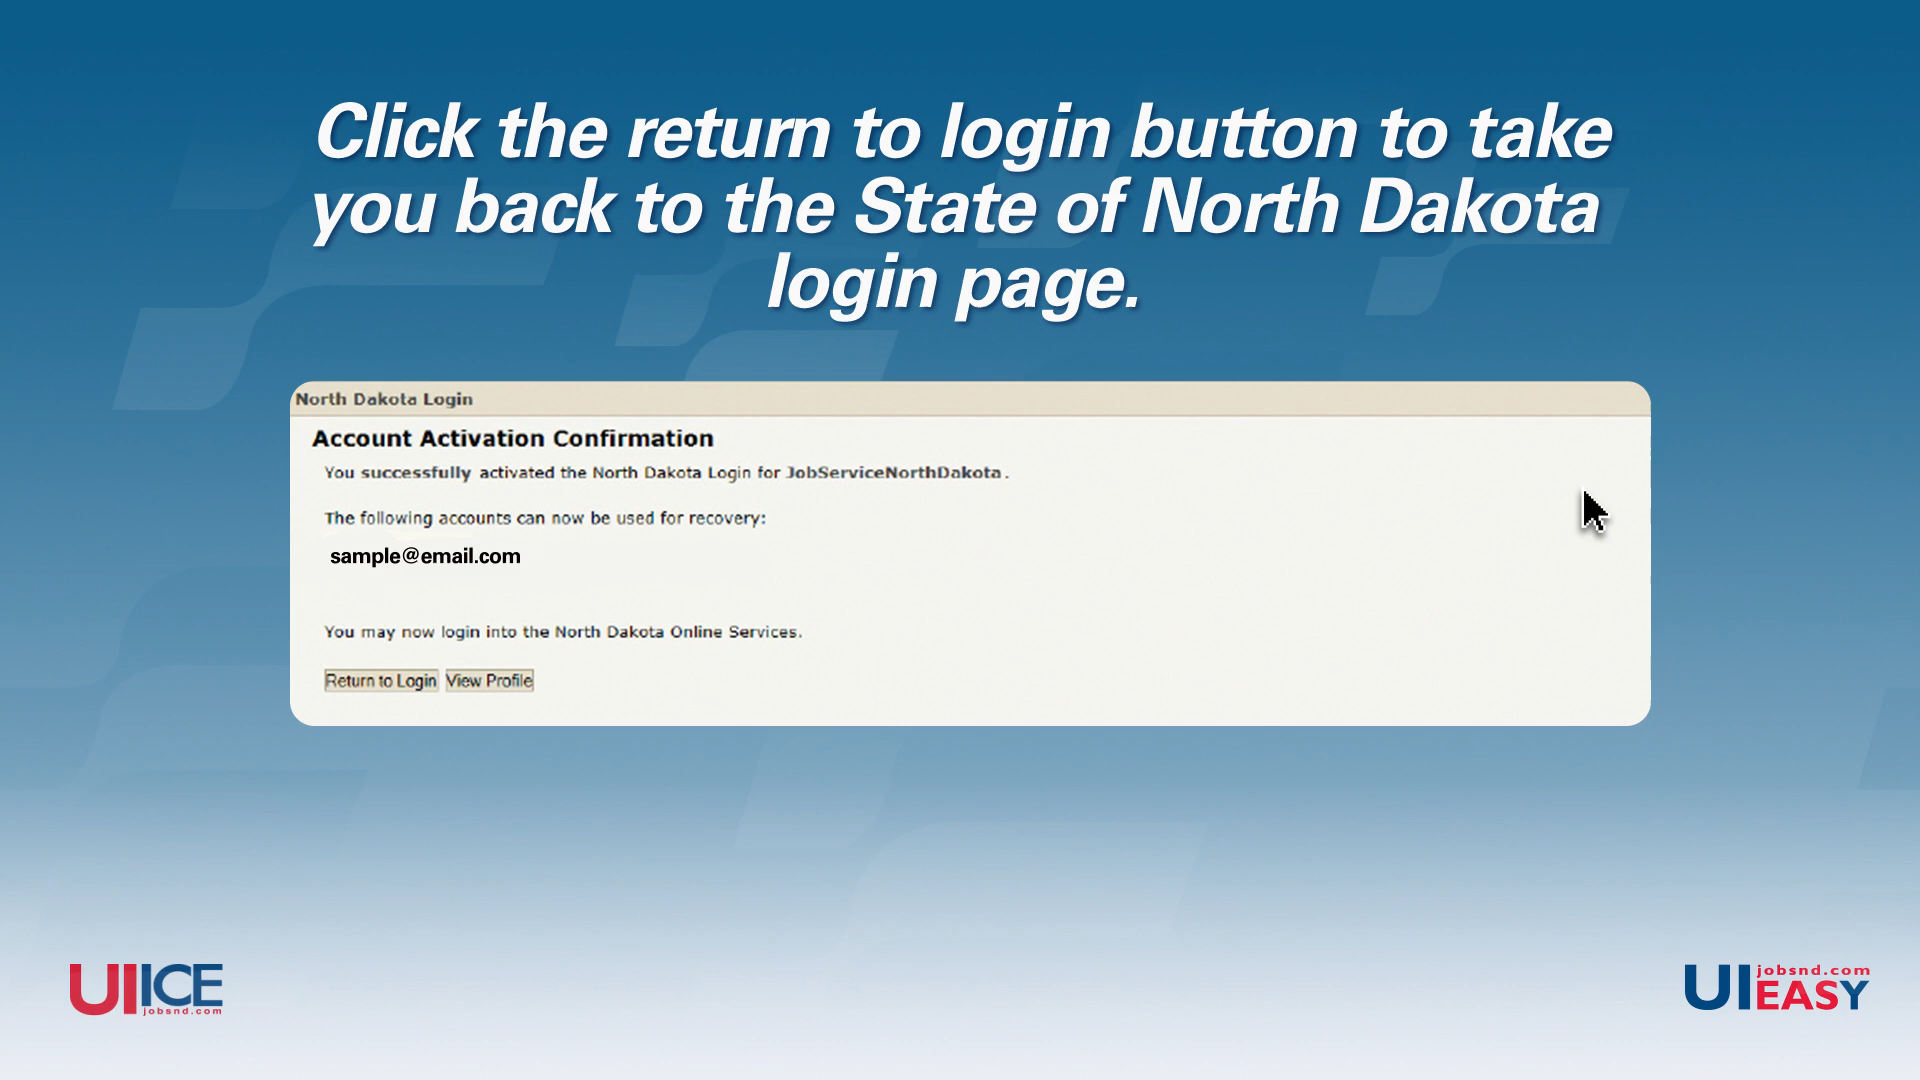 Click the return to login button to take
you back to the State of North Dakota
login page.
North Dakota Login
Account Activation Confirmation
You successfully activated the North Dakota Login for JobServiceNorthDakota.
The following accounts can now be used for recovery:
sample@email.com
You may now login into the North Dakota Online Services.
Return to Login View Profile
UIICE
jobsnd.com
jobsnd.com
UIEASY